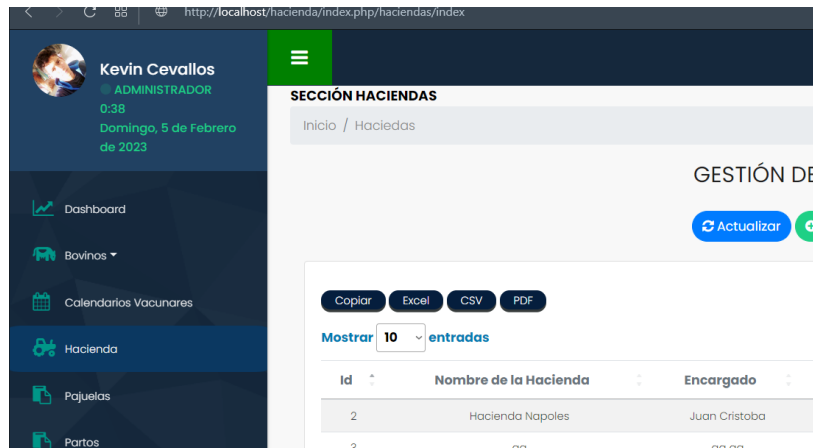 http://localhost/hacienda/index.php/haciendas/index
Kevin Cevallos
ADMINISTRADOR
0:38
Domingo, 5 de Febrero
de 2023
Dashboard
Bovinos
Calendarios Vacunares
Hacienda
Pajuelas
Partos
SECCIÓN HACIENDAS
Inicio / Haciedas
GESTIÓN DE
Actualizar
Copiar Excel CSV PDF
Mostrar 10 entradas
Id Nombre de la Hacienda Encargado
2 Hacienda Napoles Juan Cristoba